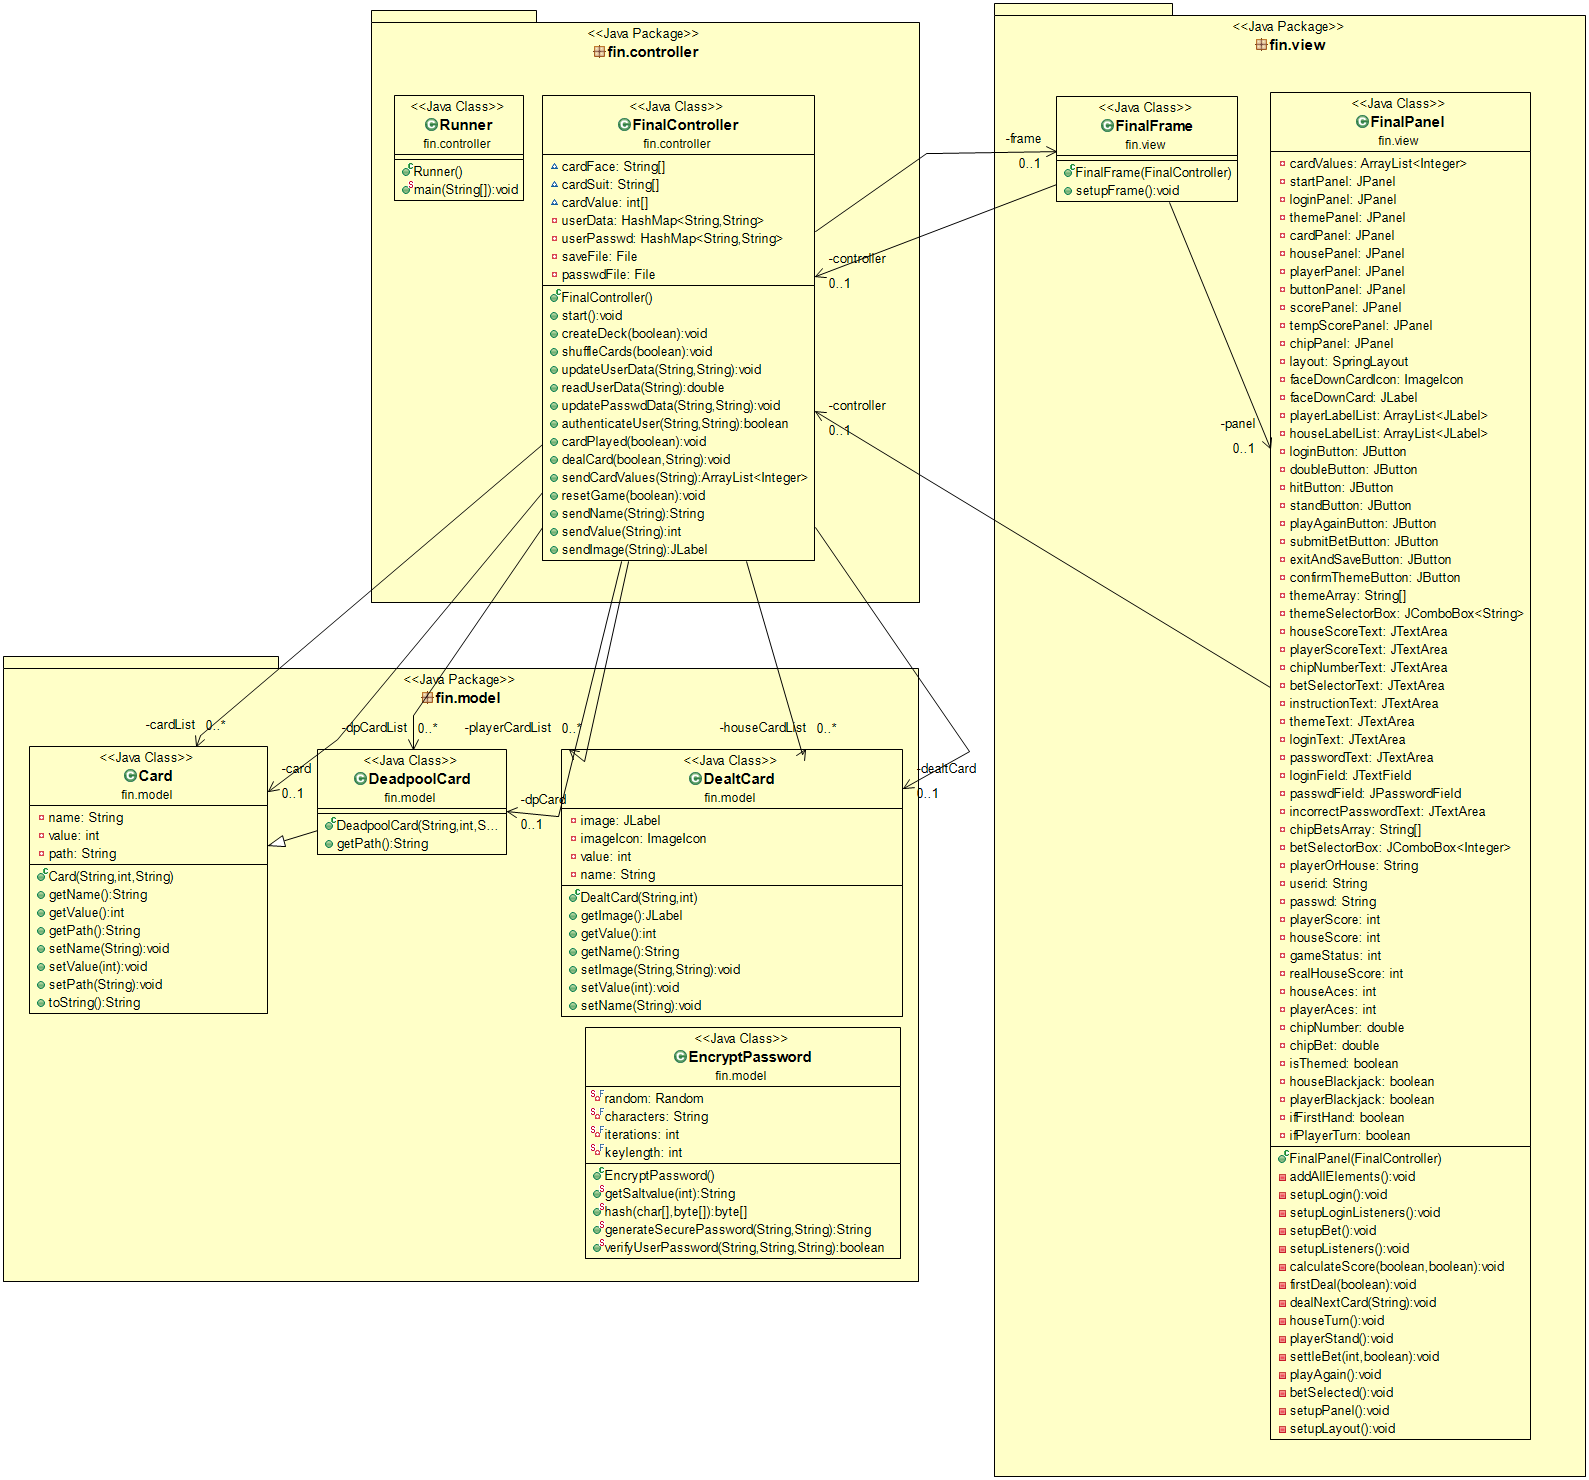 <<Java Package>>
fin.controller
<<Java Class>>
Runner
fin.controller
Runner()
main(String[]):void
<<Java Class>>
FinalController
fin.controller
cardFace: String[]
cardSuit: String[]
cardValue: int[]
userData: HashMap<String,String>
userPasswd: HashMap<String,String>
saveFile: File
passwdFile: File
FinalController()
start():void
createDeck(boolean):void
shuffleCards(boolean):void
updateUserData(String,String):void
readUserData(String):double
updatePasswdData(String,String):void
authenticateUser(String,String):boolean
cardPlayed(boolean):void
dealCard(boolean,String):void
sendCardValues(String):ArrayList<Integer>
resetGame(boolean):void
sendName(String):String
sendValue(String):int
sendImage(String):JLabel
-frame
0..1
-controller
0..1
-controller
0..1
-panel
0..1
<<Java Package>>
fin.view
<<Java Class>>
FinalFrame
fin.view
FinalFrame(FinalController)
setupFrame():void
<<Java Class>>
FinalPanel
fin.view
cardValues: ArrayList<Integer>
startPanel: JPanel
loginPanel: JPanel
themePanel: JPanel
cardPanel: JPanel
housePanel: JPanel
playerPanel: JPanel
buttonPanel: JPanel
scorePanel: JPanel
tempScorePanel: JPanel
chipPanel: JPanel
layout: SpringLayout
faceDownCardIcon: ImageIcon
faceDownCard: JLabel
playerLabelList: ArrayList<JLabel>
houseLabelList: ArrayList<JLabel>
loginButton: JButton
doubleButton: JButton
hitButton: JButton
standButton: JButton
playAgainButton: JButton
submitBetButton: JButton
exitAndSaveButton: JButton
confirmThemeButton: JButton
themeArray: String[]
themeSelectorBox: JComboBox<String>
houseScoreText: JTextArea
playerScoreText: JTextArea
chipNumberText: JTextArea
betSelectorText: JTextArea
instructionText: JTextArea
themeText: JTextArea
loginText: JTextArea
passwordText: JTextArea
loginField: JTextField
passwdField: JPasswordField
incorrectPasswordText: JTextArea
chipBetsArray: String[]
betSelectorBox: JComboBox<Integer>
playerOrHouse: String
userid: String
passwd: String
playerScore: int
houseScore: int
gameStatus: int
realHouseScore: int
houseAces: int
playerAces: int
chipNumber: double
chipBet: double
isThemed: boolean
houseBlackjack: boolean
playerBlackjack: boolean
ifFirstHand: boolean
ifPlayerTurn: boolean
FinalPanel(FinalController)
addAllElements():void
setupLogin():void
setupLoginListeners():void
setupBet():void
setupListeners():void
calculateScore(boolean,boolean):void
firstDeal(boolean):void
dealNextCard(String):void
houseTurn():void
playerStand():void
settleBet(int,boolean):void
playAgain():void
betSelected():void
setupPanel():void
setupLayout():void
<<Java Package>>
fin.model
-cardList 0..*
-dpCardList 0..*
-playerCardList 0..*
-houseCardList 0..*
-card
0..1
-dpCard
0..1
-dealtCard
0..1
<<Java Class>>
Card
fin.model
name: String
value: int
path: String
Card(String,int,String)
getName():String
getValue():int
getPath():String
setName(String):void
setValue(int):void
setPath(String):void
toString():String
<<Java Class>>
DeadpoolCard
fin.model
DeadpoolCard(String,int,S...
getPath():String
<<Java Class>>
DealtCard
fin.model
image: JLabel
imageIcon: ImageIcon
value: int
name: String
DealtCard(String,int)
getImage():JLabel
getValue():int
getName():String
setImage(String,String):void
setValue(int):void
setName(String):void
<<Java Class>>
EncryptPassword
fin.model
random: Random
characters: String
iterations: int
keylength: int
EncryptPassword()
getSaltvalue(int):String
hash(char[],byte[]):byte[]
generateSecurePassword(String,String):String
verifyUserPassword(String,String,String):boolean